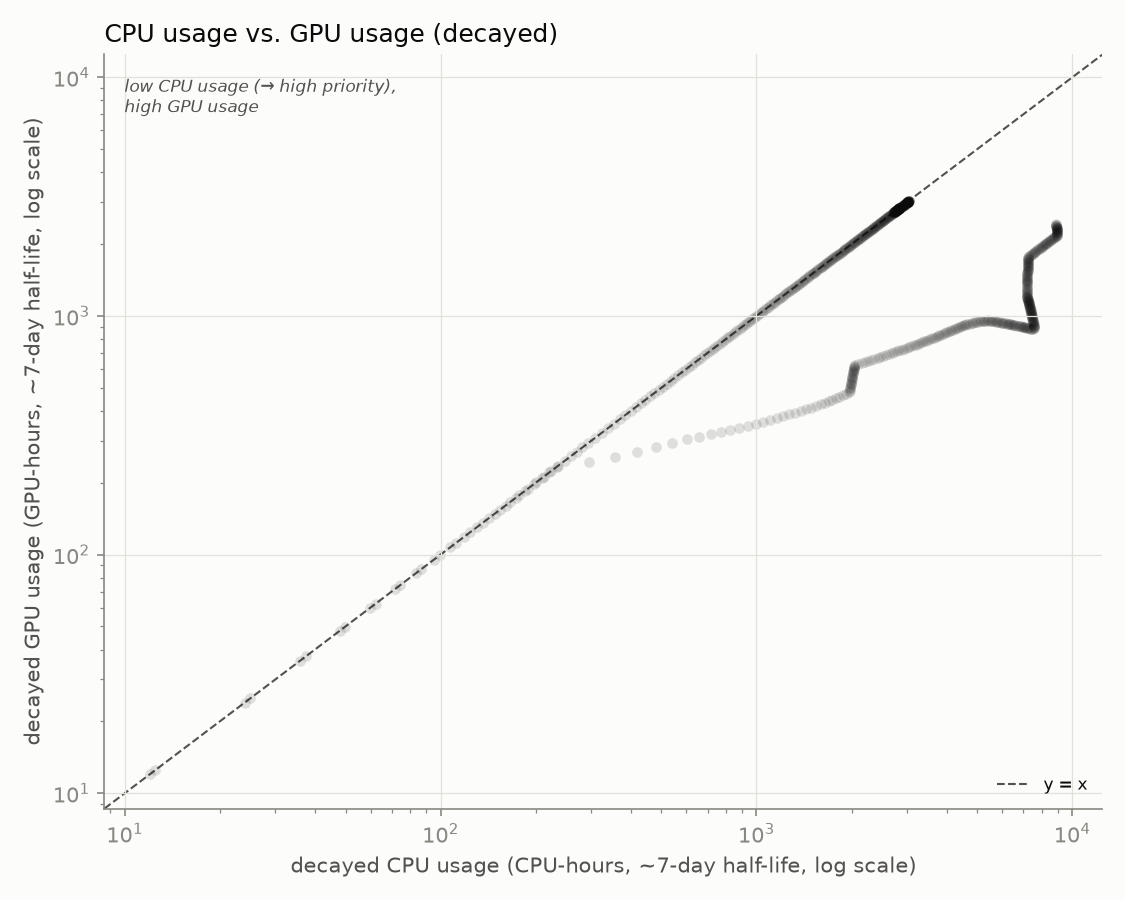 CPU usage vs. GPU usage (decayed)
low CPU usage (→ high priority),
high GPU usage
decayed GPU usage (GPU-hours, ~7-day half-life, log scale)
10⁴
10³
10²
10¹
y = x
10¹ 10² 10³ 10⁴
decayed CPU usage (CPU-hours, ~7-day half-life, log scale)